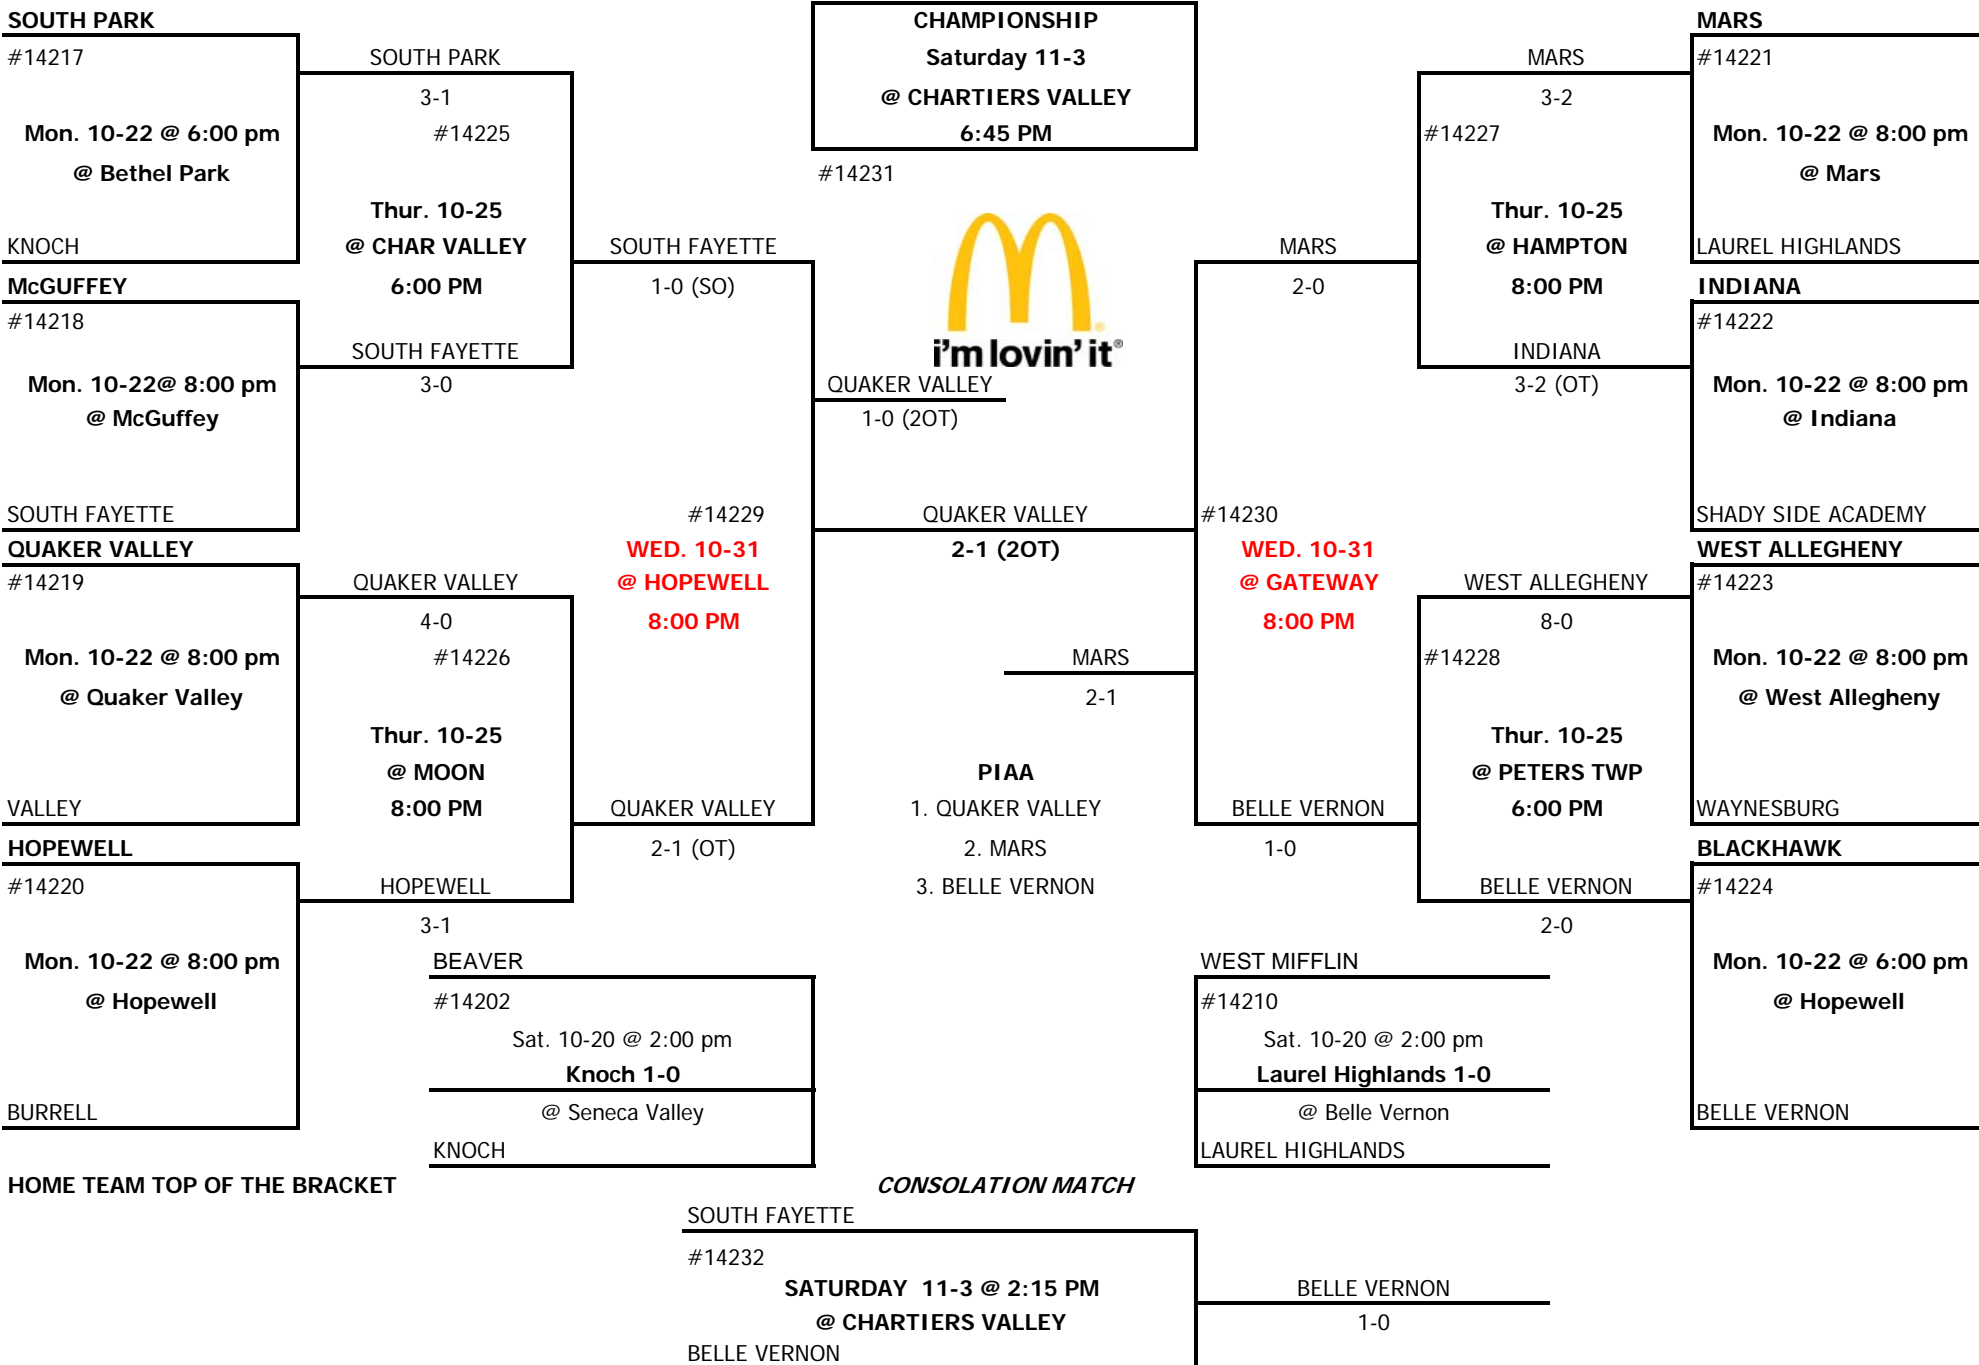 SOUTH PARK
#14217
Mon. 10-22 @ 6:00 pm
@ Bethel Park
KNOCH
McGUFFEY
#14218
Mon. 10-22@ 8:00 pm
@ McGuffey
SOUTH FAYETTE
QUAKER VALLEY
#14219
Mon. 10-22 @ 8:00 pm
@ Quaker Valley
VALLEY
HOPEWELL
#14220
Mon. 10-22 @ 8:00 pm
@ Hopewell
BURRELL
SOUTH PARK
3-1
#14225
Thur. 10-25
@ CHAR VALLEY
6:00 PM
SOUTH FAYETTE
3-0
QUAKER VALLEY
4-0
#14226
Thur. 10-25
@ MOON
8:00 PM
HOPEWELL
3-1
SOUTH FAYETTE
1-0 (SO)
#14229
WED. 10-31
@ HOPEWELL
8:00 PM
QUAKER VALLEY
2-1 (OT)
CHAMPIONSHIP
Saturday 11-3
@ CHARTIERS VALLEY
6:45 PM
#14231
i'm lovin' it®
QUAKER VALLEY
1-0 (2OT)
QUAKER VALLEY
2-1 (2OT)
MARS
2-1
PIAA
1. QUAKER VALLEY
2. MARS
3. BELLE VERNON
MARS
2-0
#14230
WED. 10-31
@ GATEWAY
8:00 PM
BELLE VERNON
1-0
MARS
3-2
#14227
Thur. 10-25
@ HAMPTON
8:00 PM
INDIANA
3-2 (OT)
WEST ALLEGHENY
8-0
#14228
Thur. 10-25
@ PETERS TWP
6:00 PM
BELLE VERNON
2-0
MARS
#14221
Mon. 10-22 @ 8:00 pm
@ Mars
LAUREL HIGHLANDS
INDIANA
#14222
Mon. 10-22 @ 8:00 pm
@ Indiana
SHADY SIDE ACADEMY
WEST ALLEGHENY
#14223
Mon. 10-22 @ 8:00 pm
@ West Allegheny
WAYNESBURG
BLACKHAWK
#14224
Mon. 10-22 @ 6:00 pm
@ Hopewell
BELLE VERNON
BEAVER
#14202
Sat. 10-20 @ 2:00 pm
Knoch 1-0
@ Seneca Valley
KNOCH
WEST MIFFLIN
#14210
Sat. 10-20 @ 2:00 pm
Laurel Highlands 1-0
@ Belle Vernon
LAUREL HIGHLANDS
HOME TEAM TOP OF THE BRACKET
CONSOLATION MATCH
SOUTH FAYETTE
#14232
SATURDAY 11-3 @ 2:15 PM
@ CHARTIERS VALLEY
BELLE VERNON
BELLE VERNON
1-0